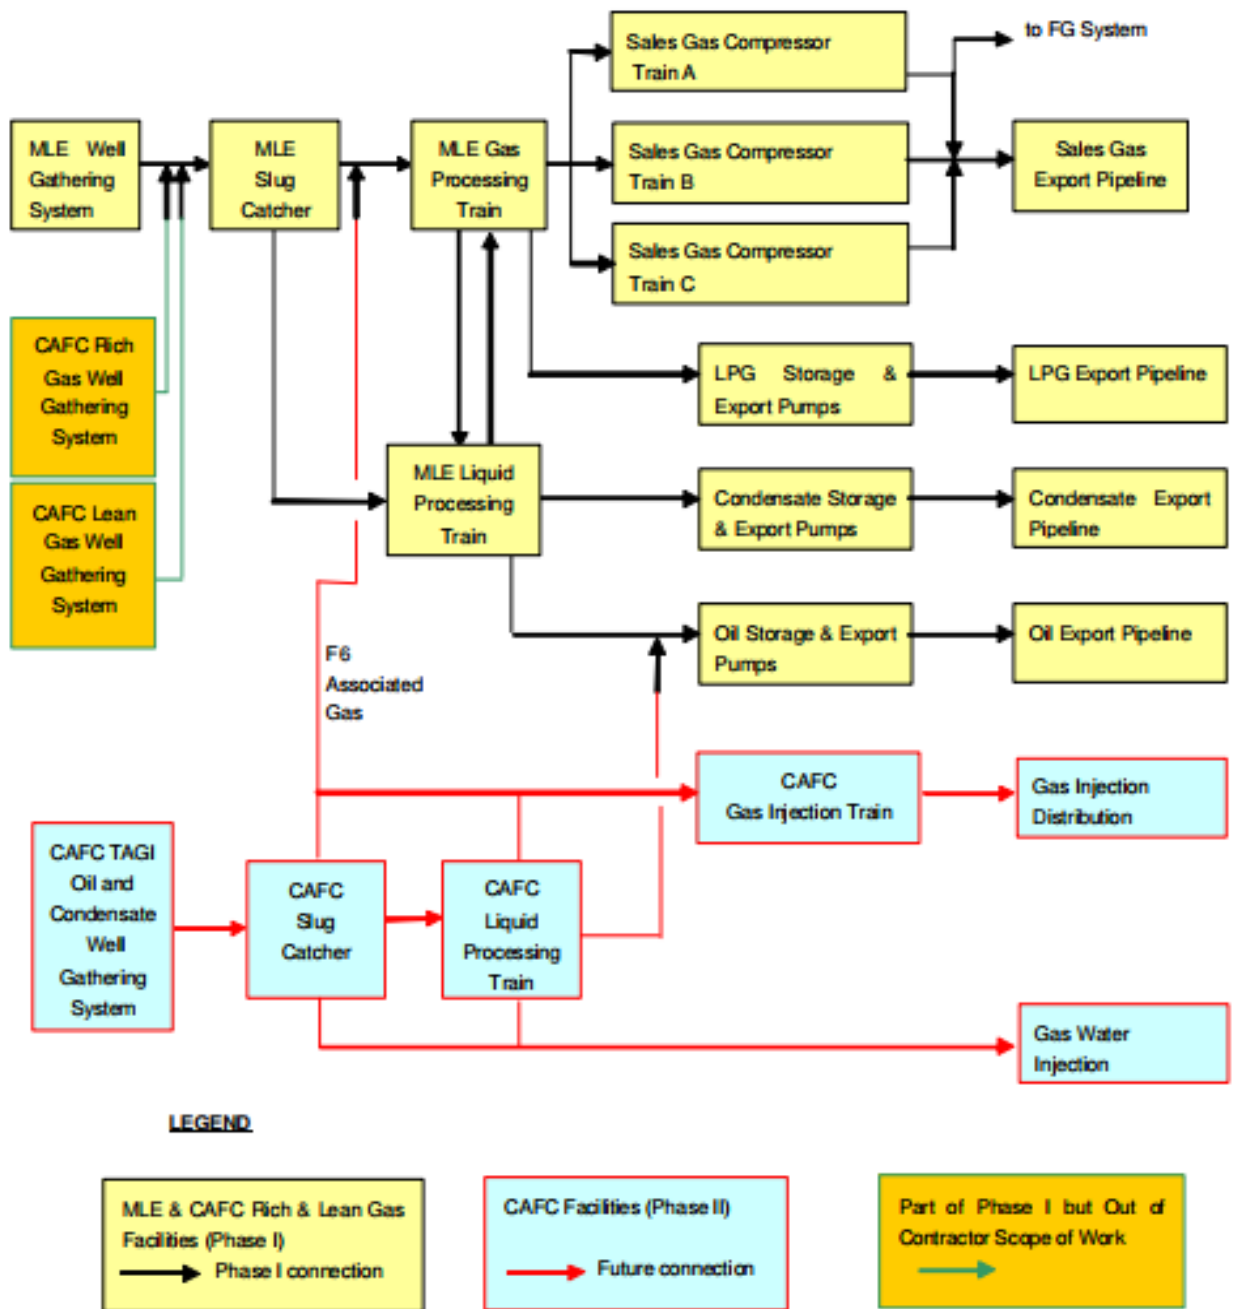 to FG System
Sales Gas Compressor
Train A
MLE Well
Gathering
System
MLE
Slug
Catcher
MLE Gas
Processing
Train
Sales Gas Compressor
Train B
Sales Gas
Export Pipeline
Sales Gas Compressor
Train C
CAFC Rich
Gas Well
Gathering
System
LPG Storage &
Export Pumps
LPG Export Pipeline
CAFC Lean
Gas Well
Gathering
System
MLE Liquid
Processing
Train
Condensate Storage
& Export Pumps
Condensate Export
Pipeline
Oil Storage & Export
Pumps
Oil Export Pipeline
F6
Associated
Gas
CAFC
Gas Injection Train
Gas Injection
Distribution
CAFC TAGI
Oil and
Condensate
Well
Gathering
System
CAFC
Slug
Catcher
CAFC
Liquid
Processing
Train
Gas Water
Injection
LEGEND
MLE & CAFC Rich & Lean Gas
Facilities (Phase I)
Phase I connection
CAFC Facilities (Phase II)
Future connection
Part of Phase I but Out of
Contractor Scope of Work